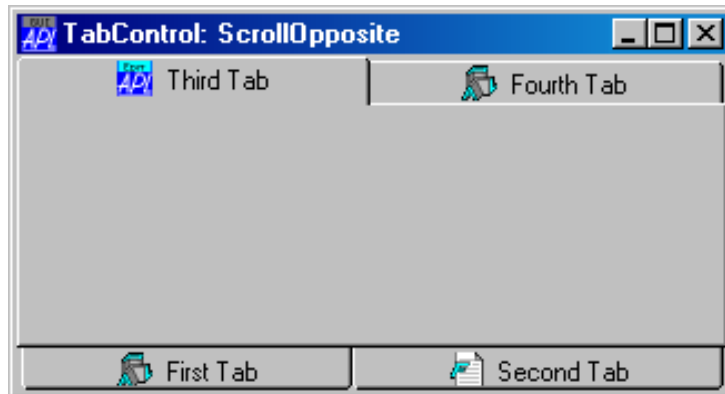 TabControl: ScrollOpposite
Third Tab
Fourth Tab
First Tab
Second Tab